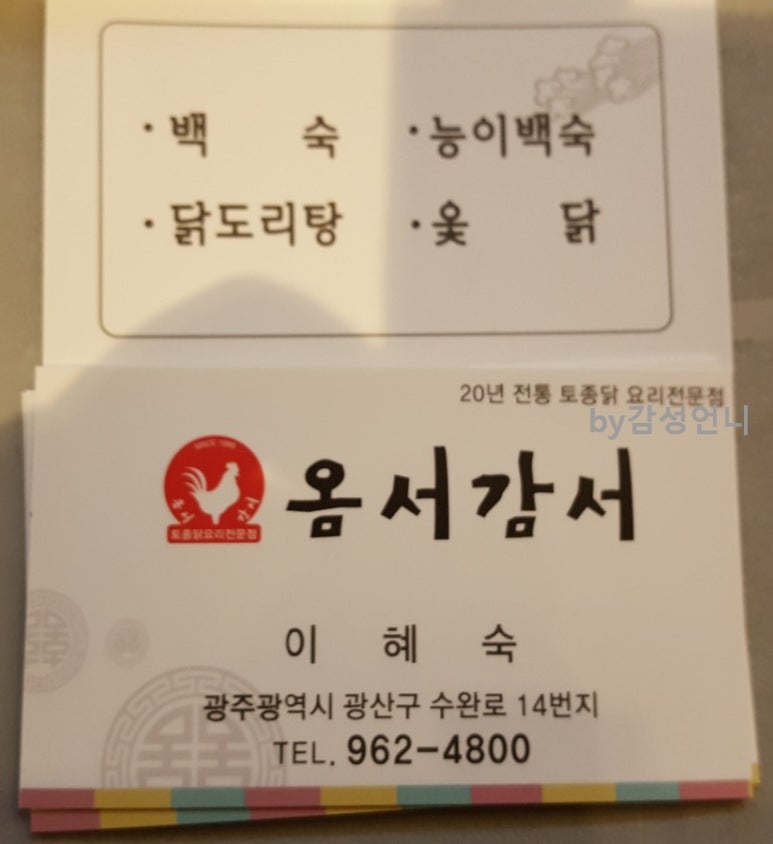 · 백 숙 · 능이백숙
· 닭도리탕 · 옻 닭
20년 전통 토종닭 요리전문점
by감성언니
옴서감서
토종닭요리전문점
이 혜 숙
광주광역시 광산구 수완로 14번지
TEL. 962-4800